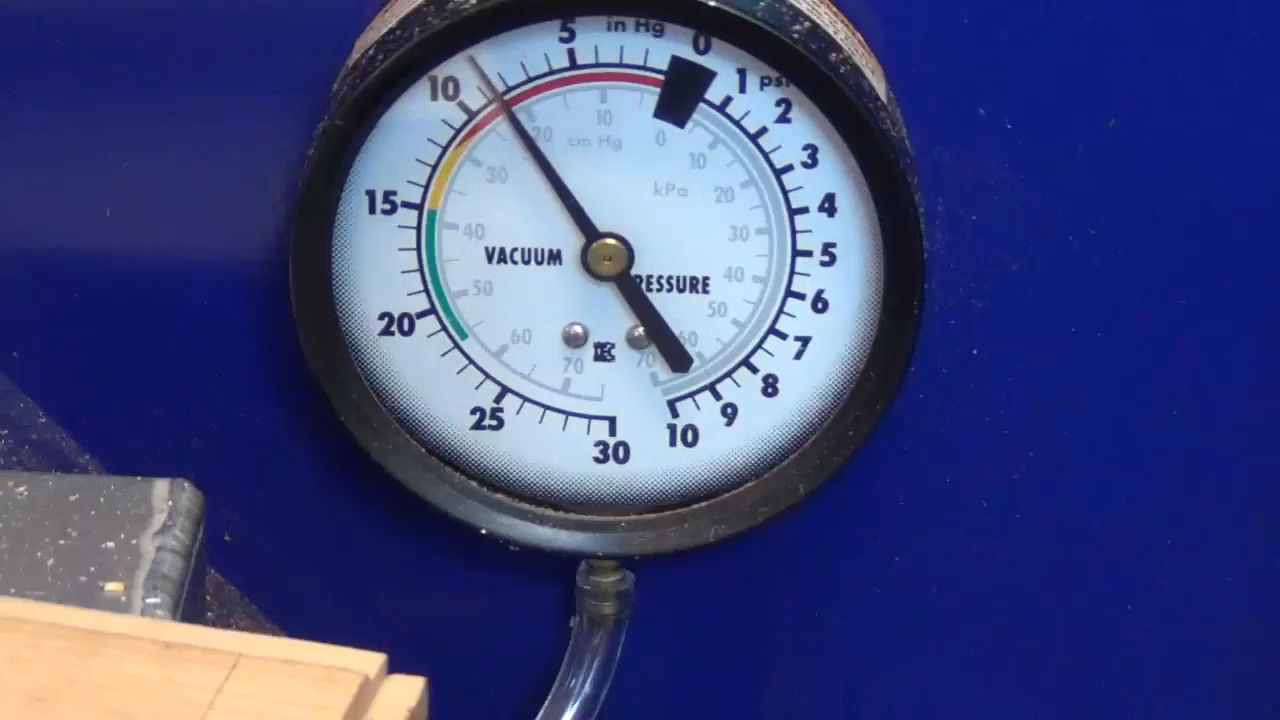 5 in Hg 0
10 1 psi
2
3
15 4
5
20 6
7
8
25 9
30 10
20 10 cm Hg 0 10
30 kPa 20
40 30
VACUUM PRESSURE
50 40
60 50
70 70 60